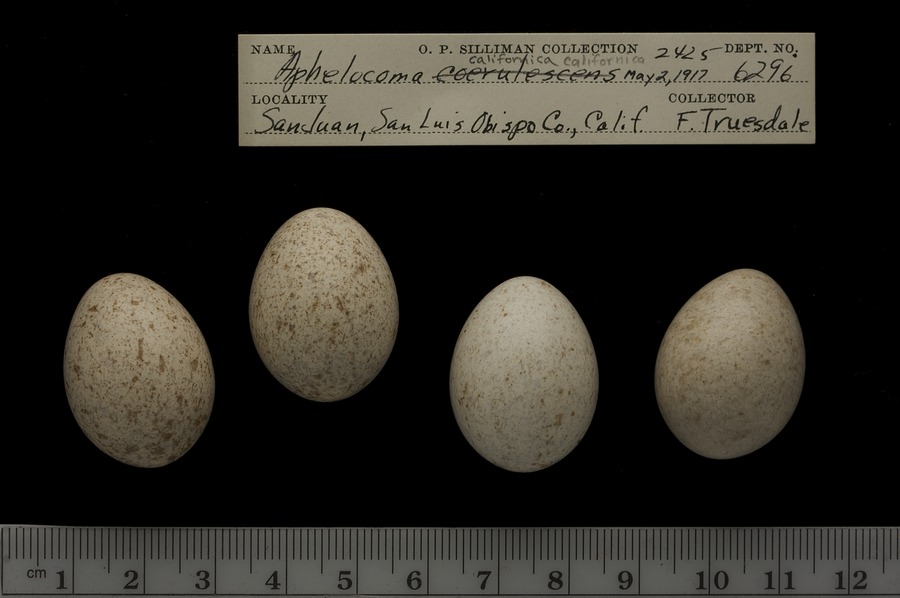 NAME O. P. SILLIMAN COLLECTION 2425 DEPT. NO.
californica californica
Aphelocoma coerulescens May 2, 1917 6296
LOCALITY COLLECTOR
San Juan, San Luis Obispo Co., Calif. F. Truesdale
cm 1 2 3 4 5 6 7 8 9 10 11 12